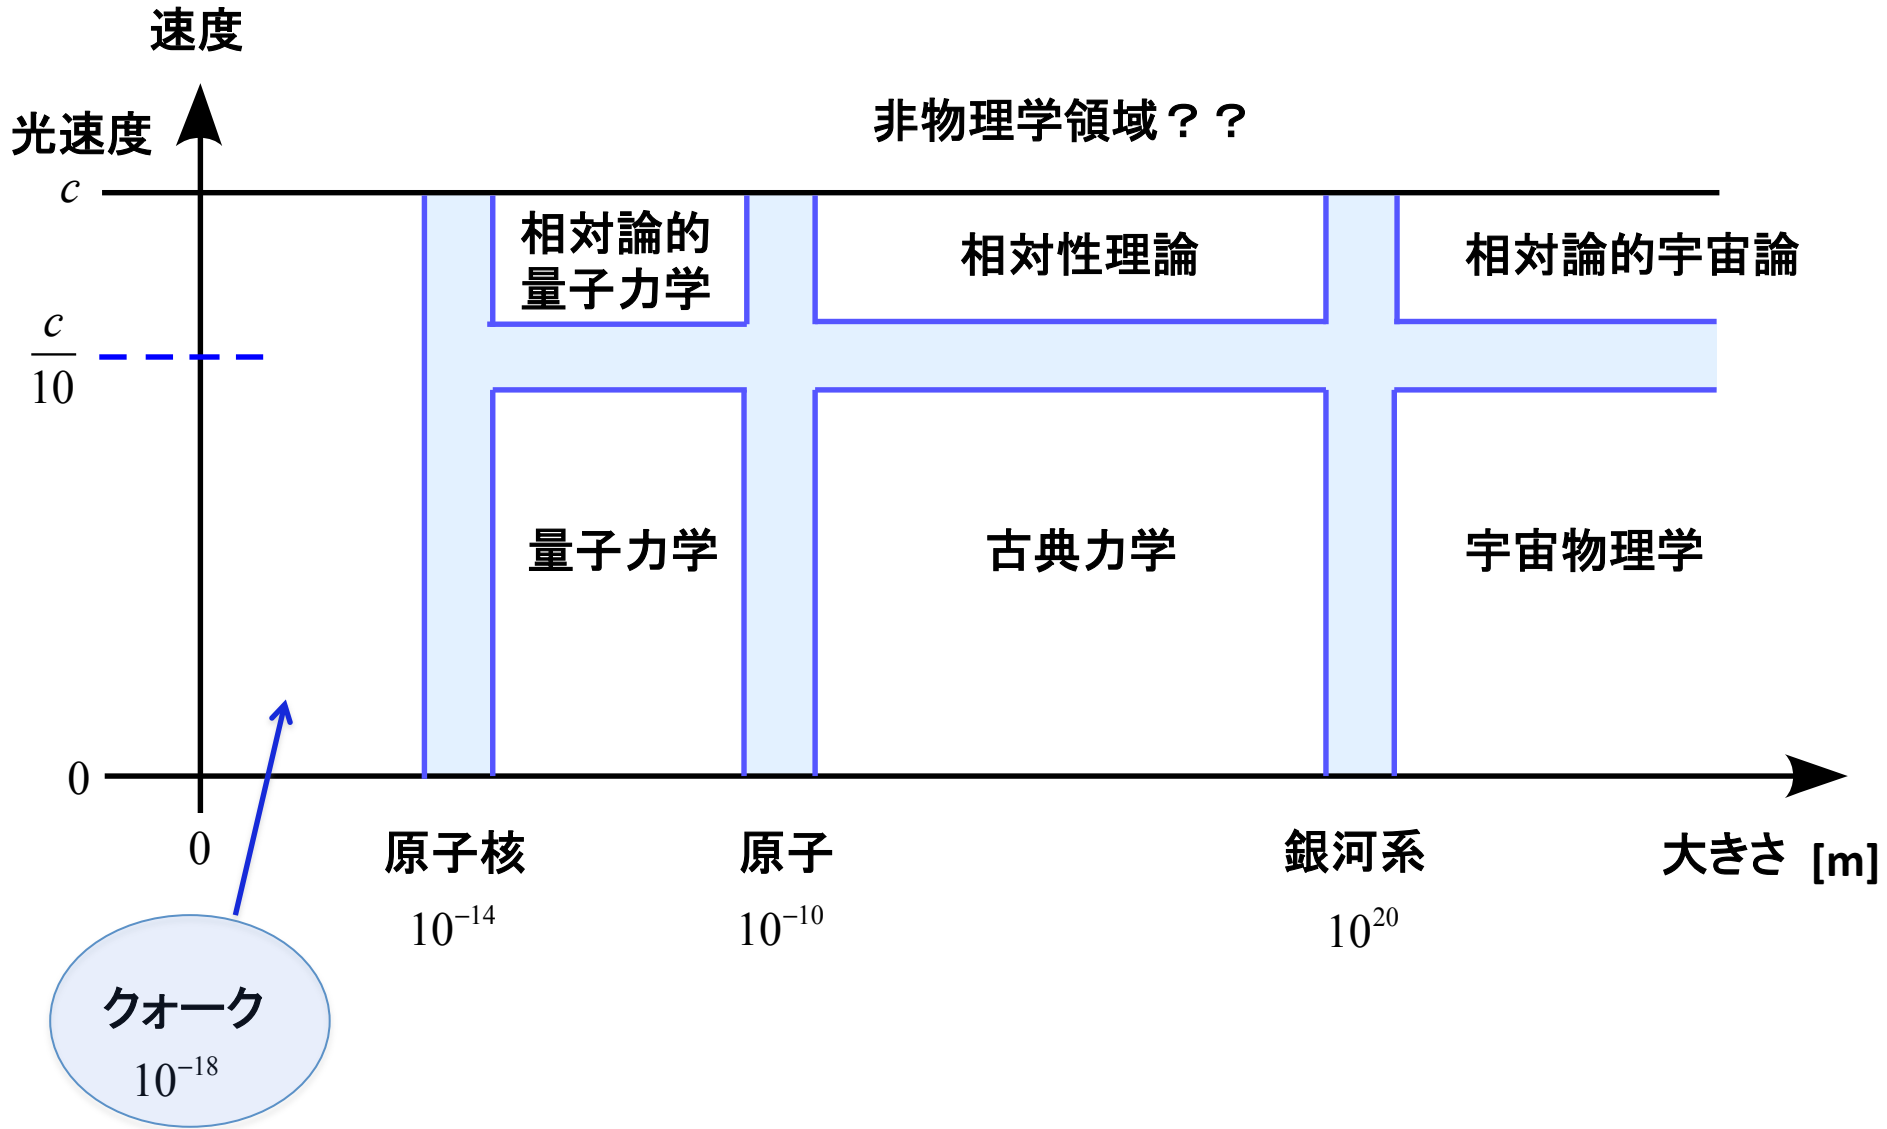 速度
光速度
非物理学領域？？
c
相対論的
量子力学
相対性理論
相対論的宇宙論
c
10
量子力学
古典力学
宇宙物理学
0
0
原子核
原子
銀河系
大きさ [m]
10⁻¹⁴
10⁻¹⁰
10²⁰
クォーク
10⁻¹⁸